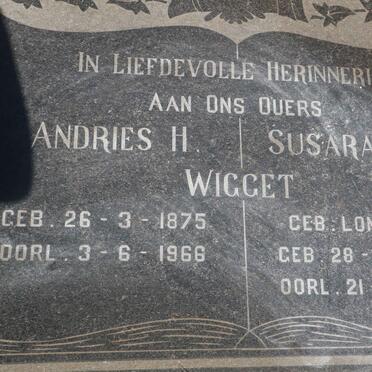 IN LIEFDEVOLLE HERINNERI
AAN ONS OUERS
ANDRIES H. SUSARA
WIGGET
GEB. 26-3-1875 GEB: LOM
OORL. 3-6-1966 GEB 28-
OORL. 21